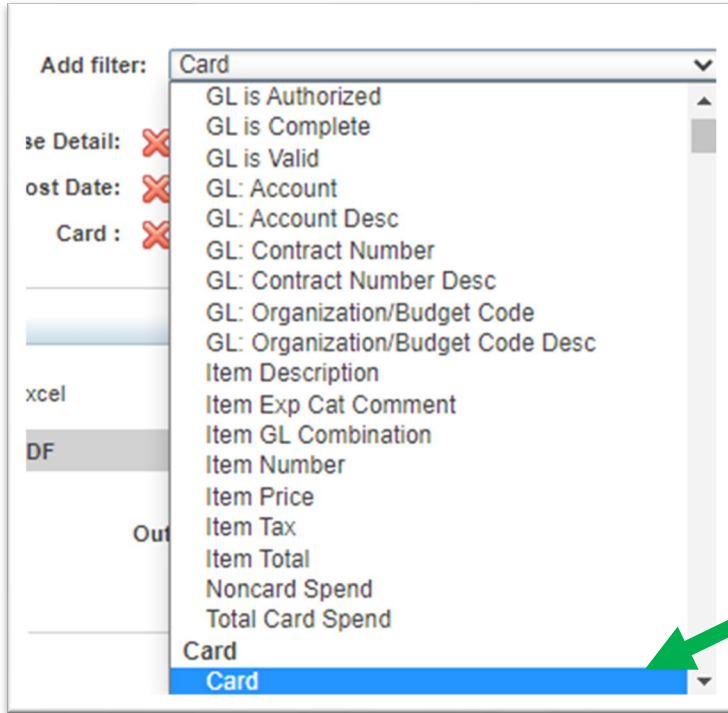 Add filter: Card
GL is Authorized
GL is Complete
se Detail:
GL is Valid
ost Date:
GL: Account
GL: Account Desc
Card :
GL: Contract Number
GL: Contract Number Desc
GL: Organization/Budget Code
GL: Organization/Budget Code Desc
Item Description
xcel
Item Exp Cat Comment
Item GL Combination
DF
Item Number
Item Price
Item Tax
Out
Item Total
Noncard Spend
Total Card Spend
Card
Card